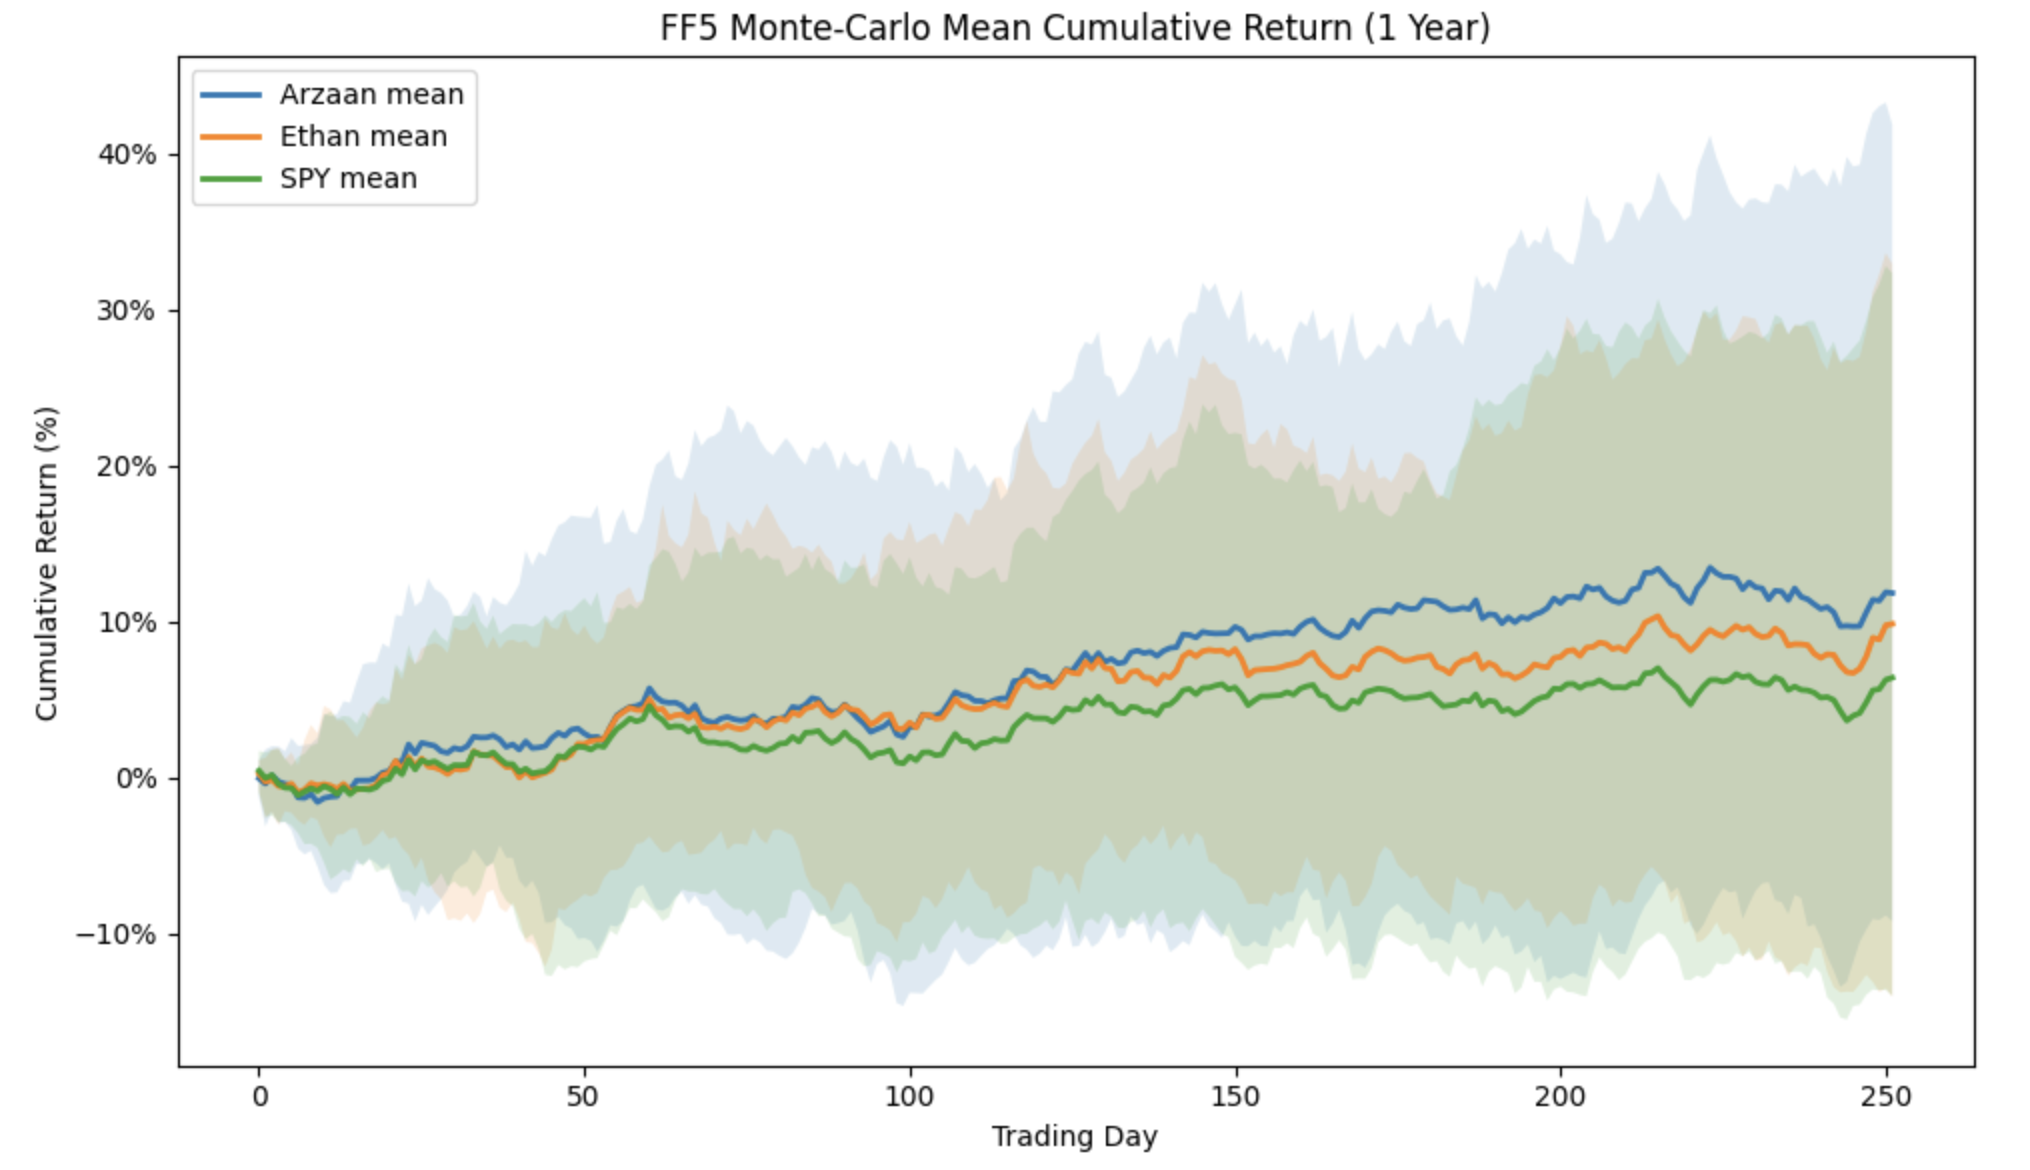 FF5 Monte-Carlo Mean Cumulative Return (1 Year)
Arzaan mean
Ethan mean
SPY mean
40%
30%
20%
10%
0%
−10%
Cumulative Return (%)
0 50 100 150 200 250
Trading Day